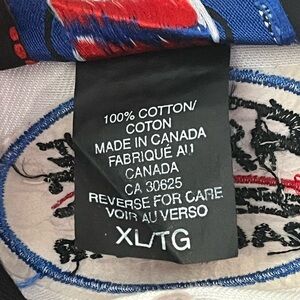 100% COTTON/
COTON
MADE IN CANADA
FABRIQUÉ AU
CANADA
CA 30625
REVERSE FOR CARE
VOIR AU VERSO
XL/TG